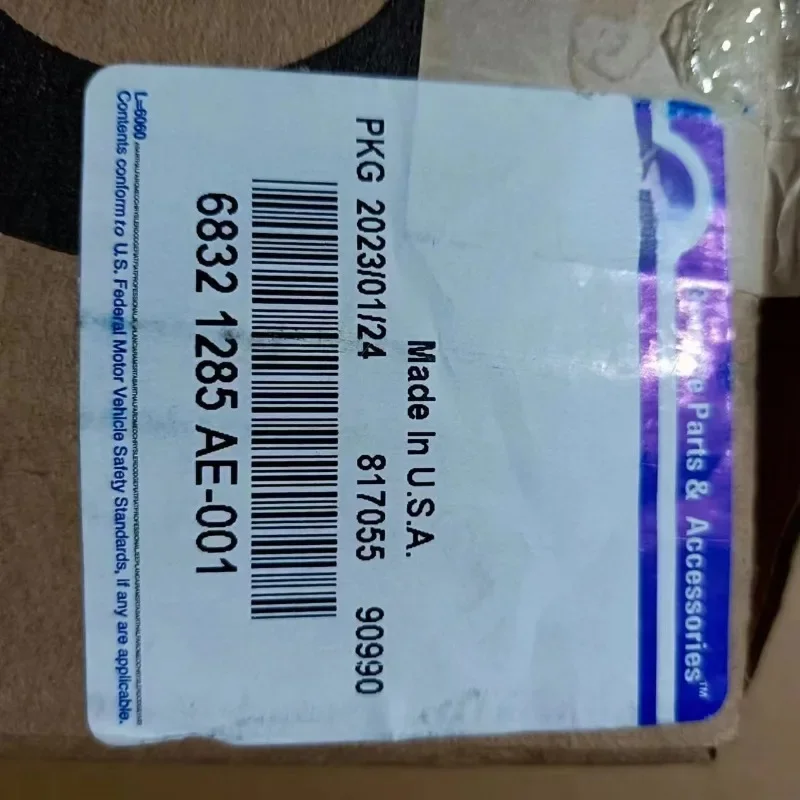 Parts & Accessories™
Made In U.S.A.
PKG 2023/01/24 817055 90990
6832 1285 AE-001
L=6060
Contents conform to U.S. Federal Motor Vehicle Safety Standards, if any are applicable.